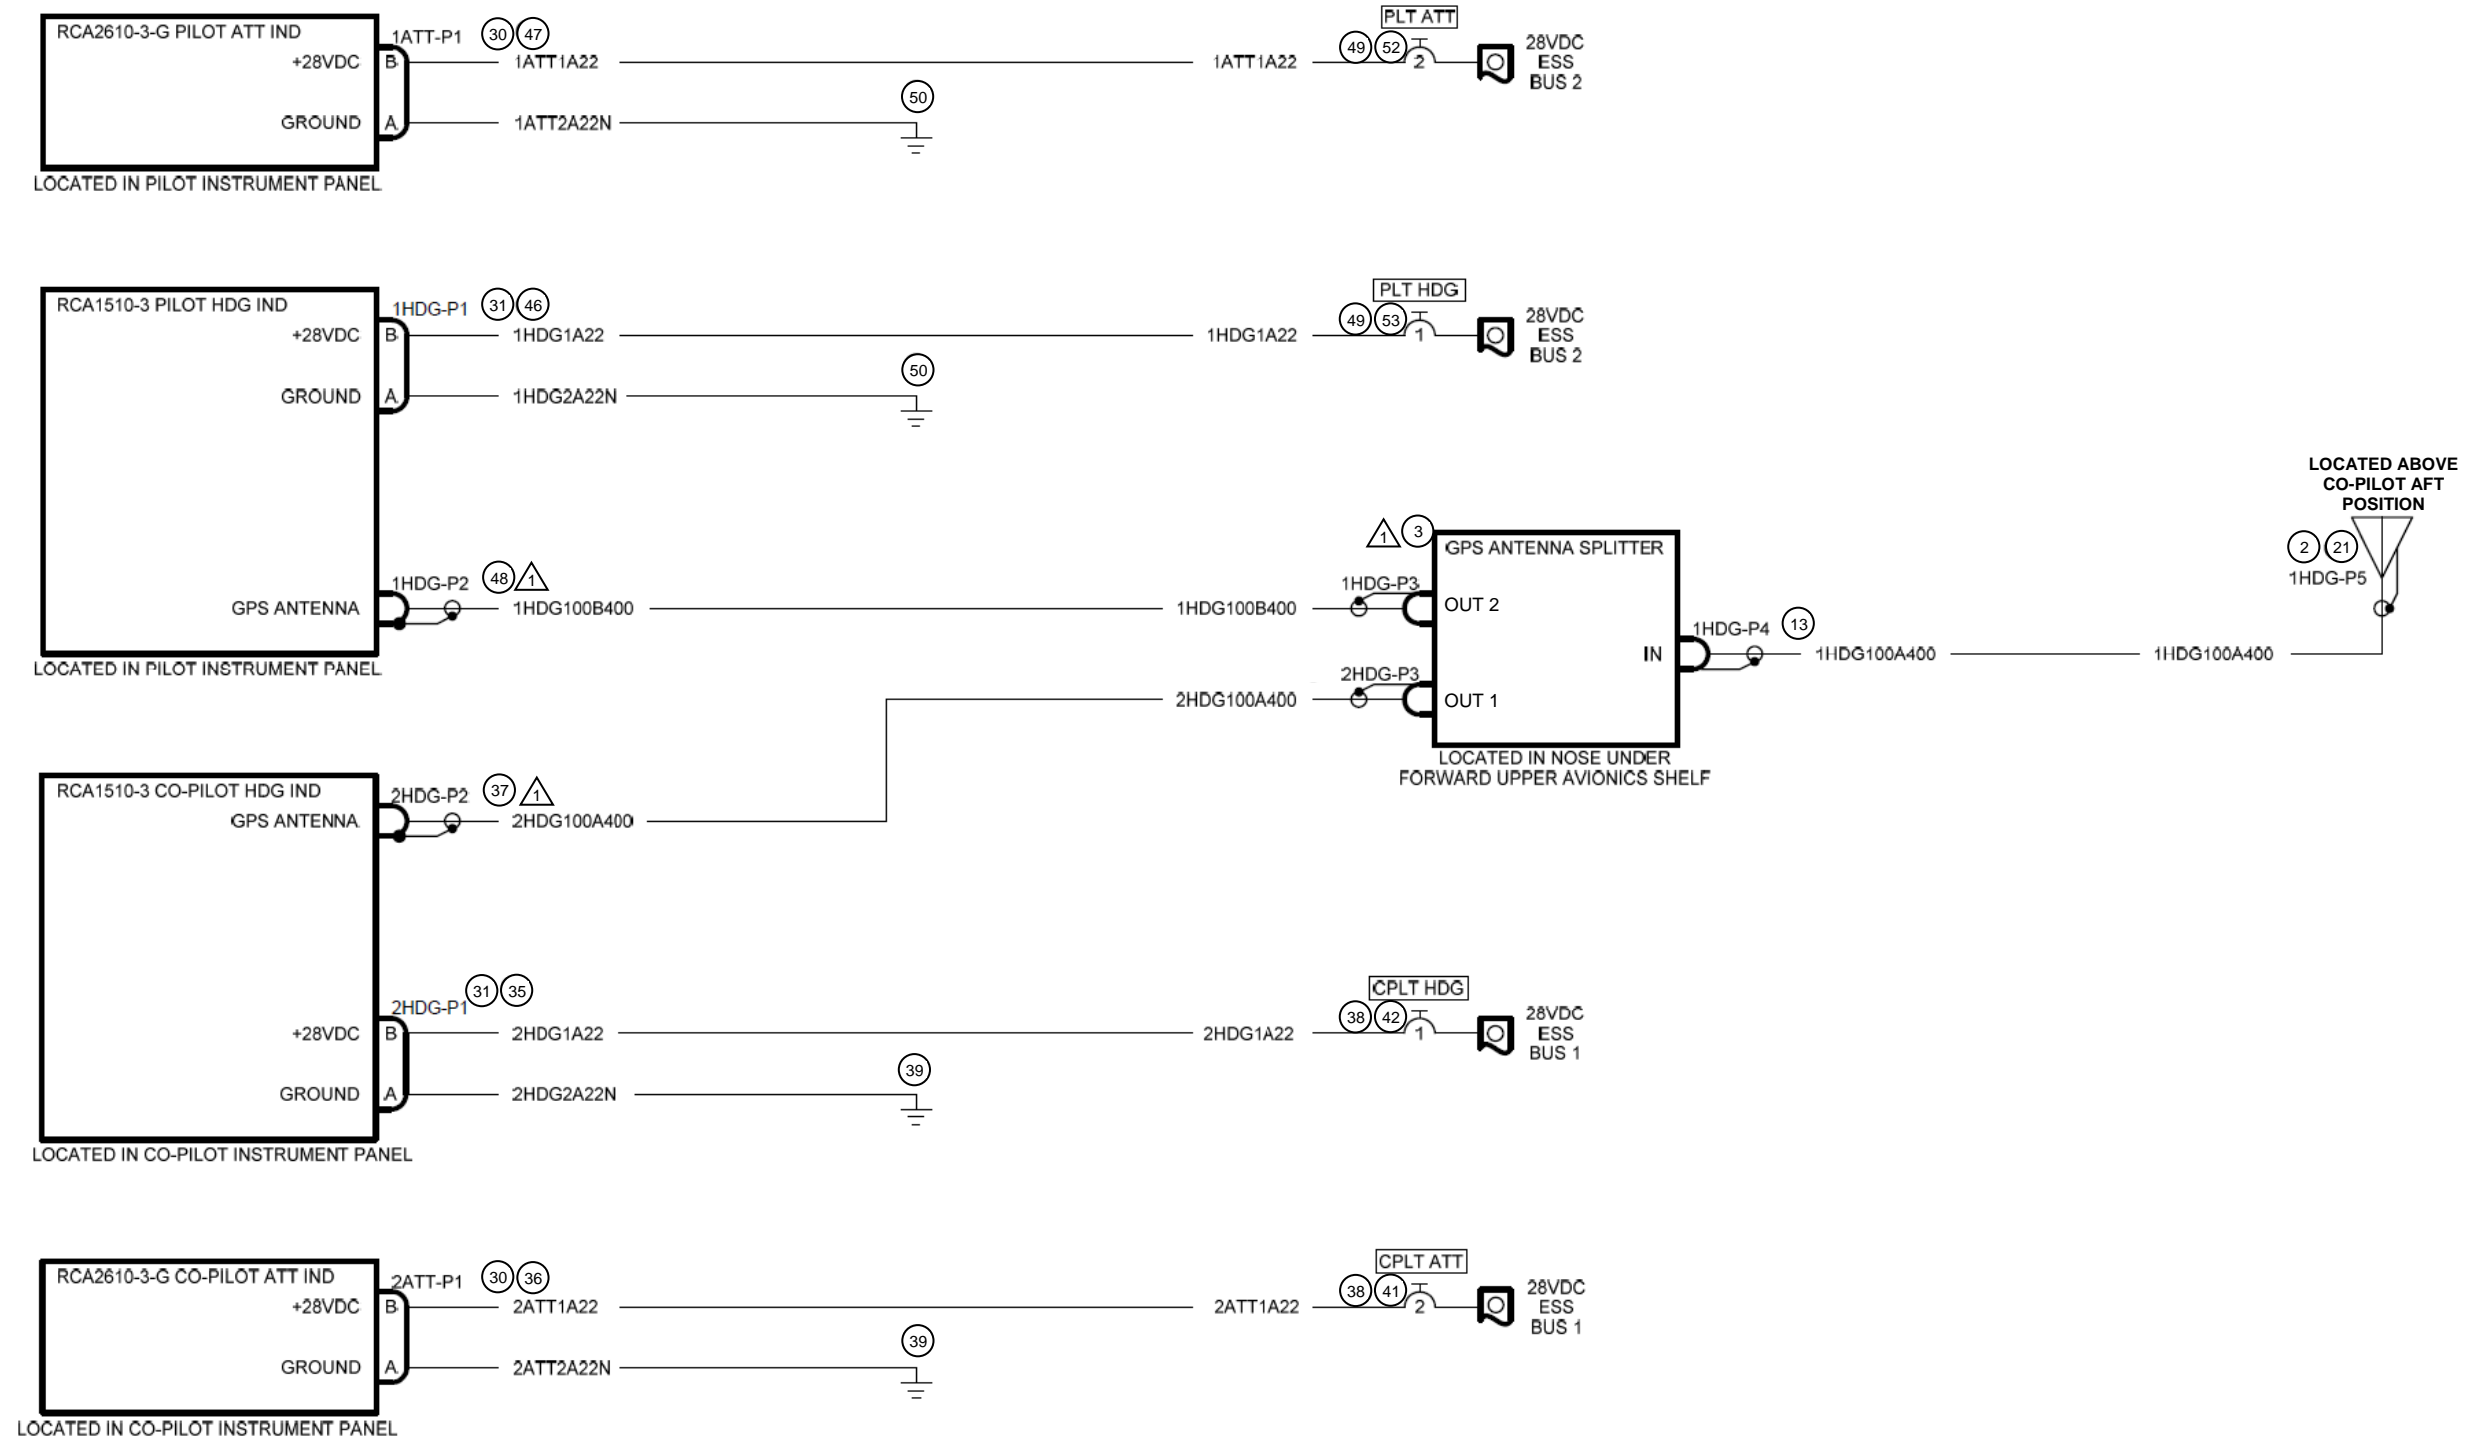 RCA2610-3-G PILOT ATT IND
+28VDC
GROUND
B
A
LOCATED IN PILOT INSTRUMENT PANEL
1ATT-P1
30 47
1ATT1A22
1ATT1A22
1ATT2A22N
50
PLT ATT
49 52
2
28VDC
ESS
BUS 2
RCA1510-3 PILOT HDG IND
+28VDC
GROUND
B
A
1HDG-P1
31 46
1HDG1A22
1HDG1A22
1HDG2A22N
50
PLT HDG
49 53
1
28VDC
ESS
BUS 2
GPS ANTENNA
1HDG-P2
48 1
1HDG100B400
1HDG100B400
LOCATED IN PILOT INSTRUMENT PANEL
1 3
GPS ANTENNA SPLITTER
1HDG-P3
OUT 2
2HDG-P3
2HDG100A400
OUT 1
IN
LOCATED IN NOSE UNDER
FORWARD UPPER AVIONICS SHELF
1HDG-P4
13
1HDG100A400
1HDG100A400
LOCATED ABOVE
CO-PILOT AFT
POSITION
2 21
1HDG-P5
RCA1510-3 CO-PILOT HDG IND
GPS ANTENNA
2HDG-P2
37 1
2HDG100A400
2HDG-P1
31 35
+28VDC
GROUND
B
A
2HDG1A22
2HDG1A22
2HDG2A22N
39
CPLT HDG
38 42
1
28VDC
ESS
BUS 1
LOCATED IN CO-PILOT INSTRUMENT PANEL
RCA2610-3-G CO-PILOT ATT IND
+28VDC
GROUND
B
A
2ATT-P1
30 36
2ATT1A22
2ATT1A22
2ATT2A22N
39
CPLT ATT
38 41
2
28VDC
ESS
BUS 1
LOCATED IN CO-PILOT INSTRUMENT PANEL